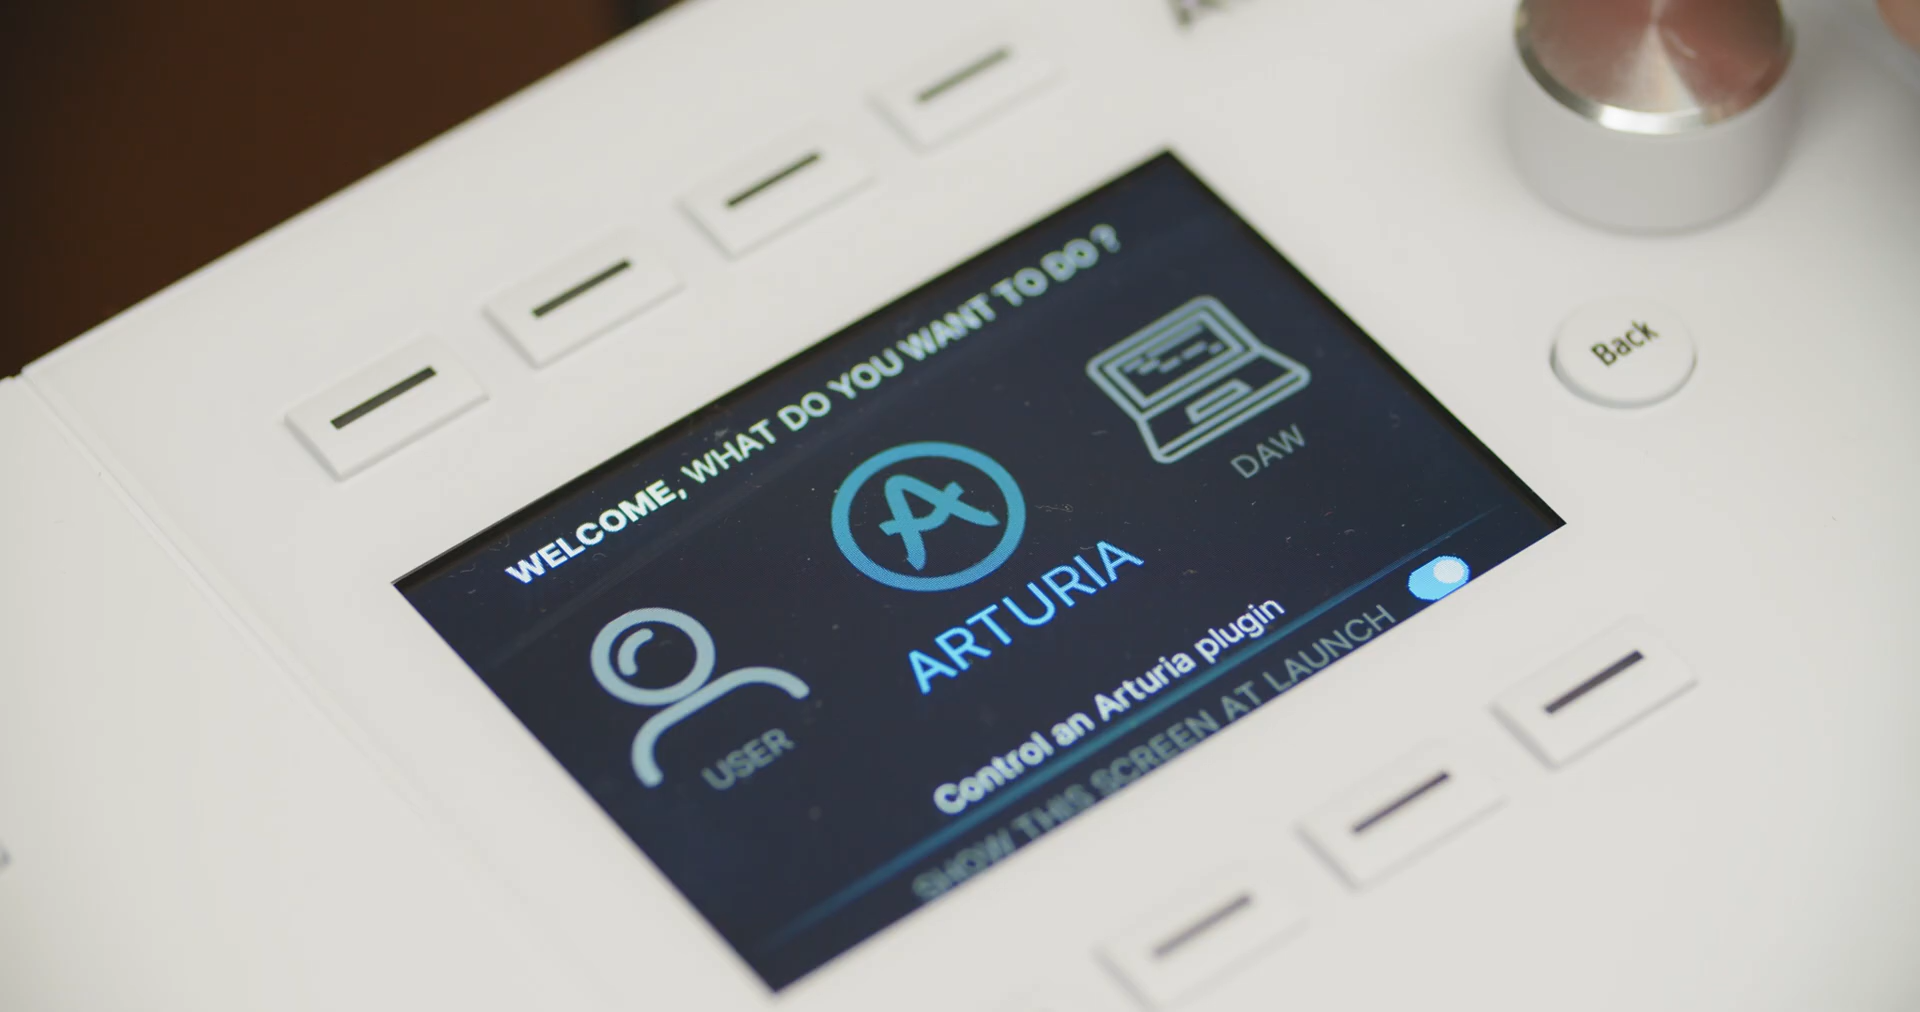 WELCOME, WHAT DO YOU WANT TO DO ?
USER
ARTURIA
DAW
Control an Arturia plugin
SHOW THIS SCREEN AT LAUNCH
Back